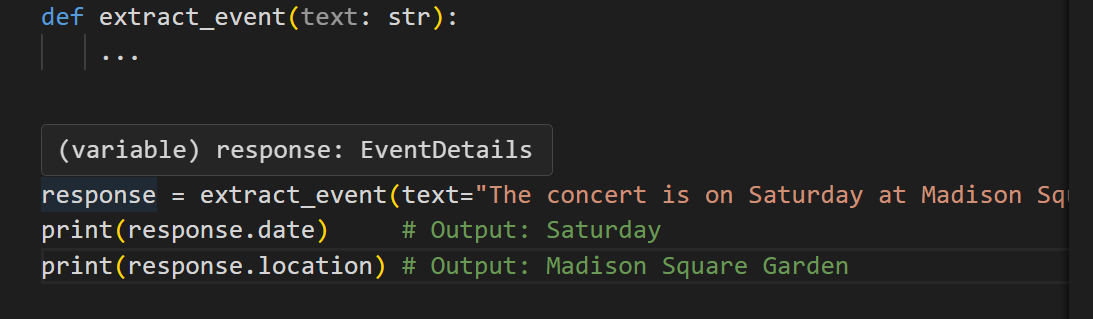 def extract_event(text: str):
...
(variable) response: EventDetails
response = extract_event(text="The concert is on Saturday at Madison Squ
print(response.date)     # Output: Saturday
print(response.location) # Output: Madison Square Garden